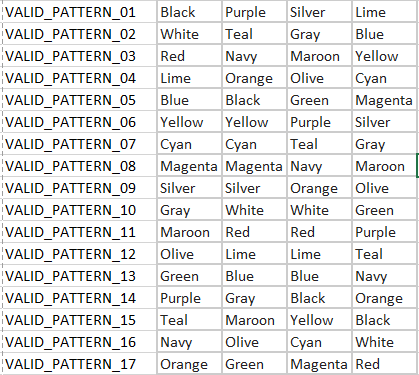 VALID_PATTERN_01 Black Purple Silver Lime
VALID_PATTERN_02 White Teal Gray Blue
VALID_PATTERN_03 Red Navy Maroon Yellow
VALID_PATTERN_04 Lime Orange Olive Cyan
VALID_PATTERN_05 Blue Black Green Magenta
VALID_PATTERN_06 Yellow Yellow Purple Silver
VALID_PATTERN_07 Cyan Cyan Teal Gray
VALID_PATTERN_08 Magenta Magenta Navy Maroon
VALID_PATTERN_09 Silver Silver Orange Olive
VALID_PATTERN_10 Gray White White Green
VALID_PATTERN_11 Maroon Red Red Purple
VALID_PATTERN_12 Olive Lime Lime Teal
VALID_PATTERN_13 Green Blue Blue Navy
VALID_PATTERN_14 Purple Gray Black Orange
VALID_PATTERN_15 Teal Maroon Yellow Black
VALID_PATTERN_16 Navy Olive Cyan White
VALID_PATTERN_17 Orange Green Magenta Red